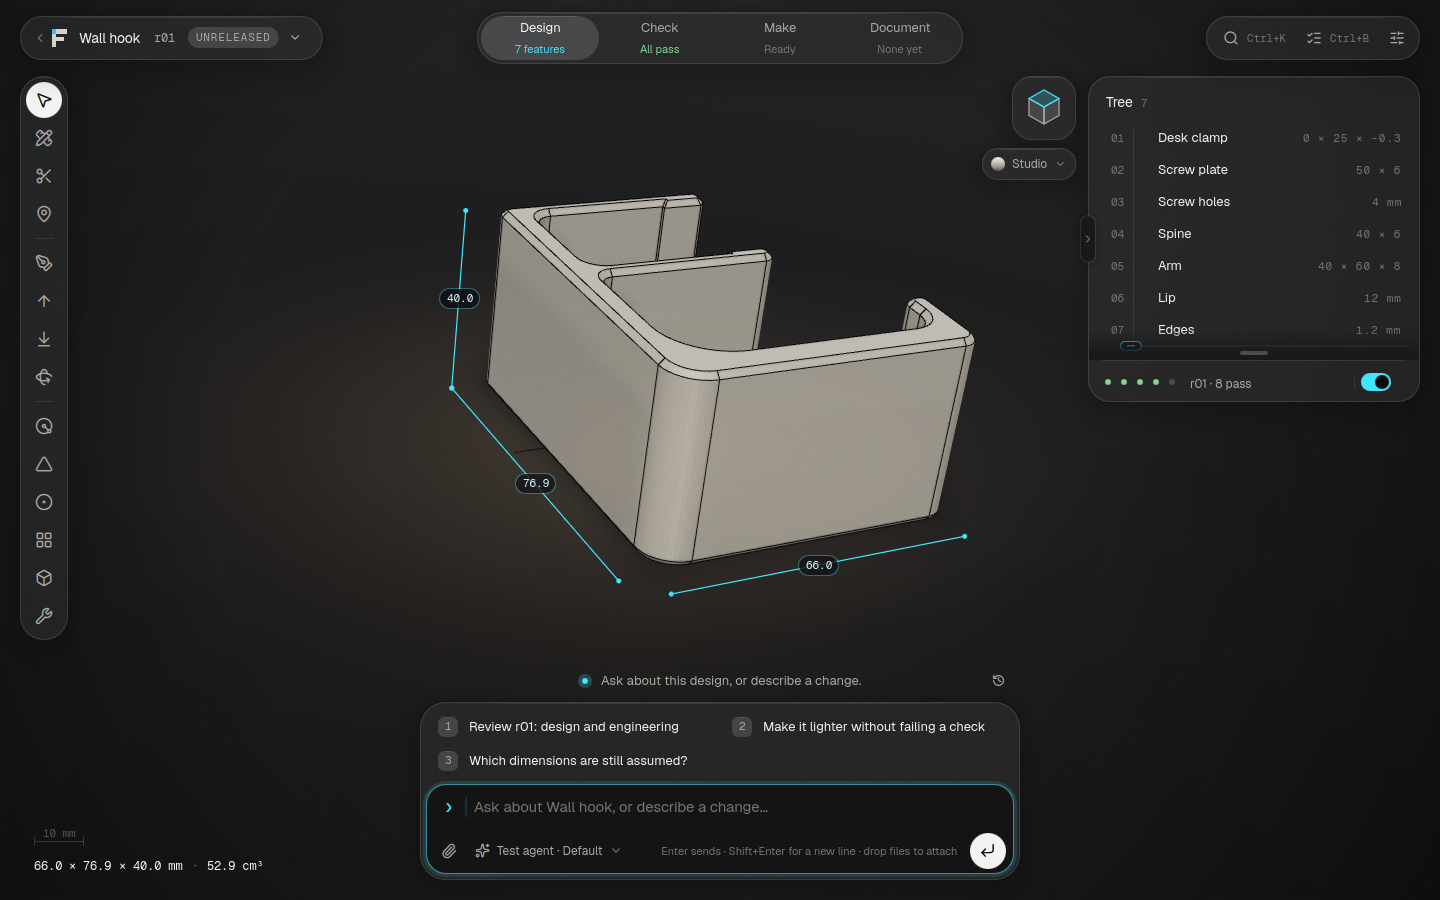 Wall hook r01 UNRELEASED
Design Check Make Document
7 features All pass Ready None yet
Ctrl+K Ctrl+B
Tree 7
01 Desk clamp 0 × 25 × -0.3
02 Screw plate 50 × 6
03 Screw holes 4 mm
04 Spine 40 × 6
05 Arm 40 × 60 × 8
06 Lip 12 mm
07 Edges 1.2 mm
r01 · 8 pass
Studio
40.0
76.9
66.0
Ask about this design, or describe a change.
1 Review r01: design and engineering
2 Make it lighter without failing a check
3 Which dimensions are still assumed?
Ask about Wall hook, or describe a change...
Test agent · Default
Enter sends · Shift+Enter for a new line · drop files to attach
10 mm
66.0 × 76.9 × 40.0 mm · 52.9 cm³